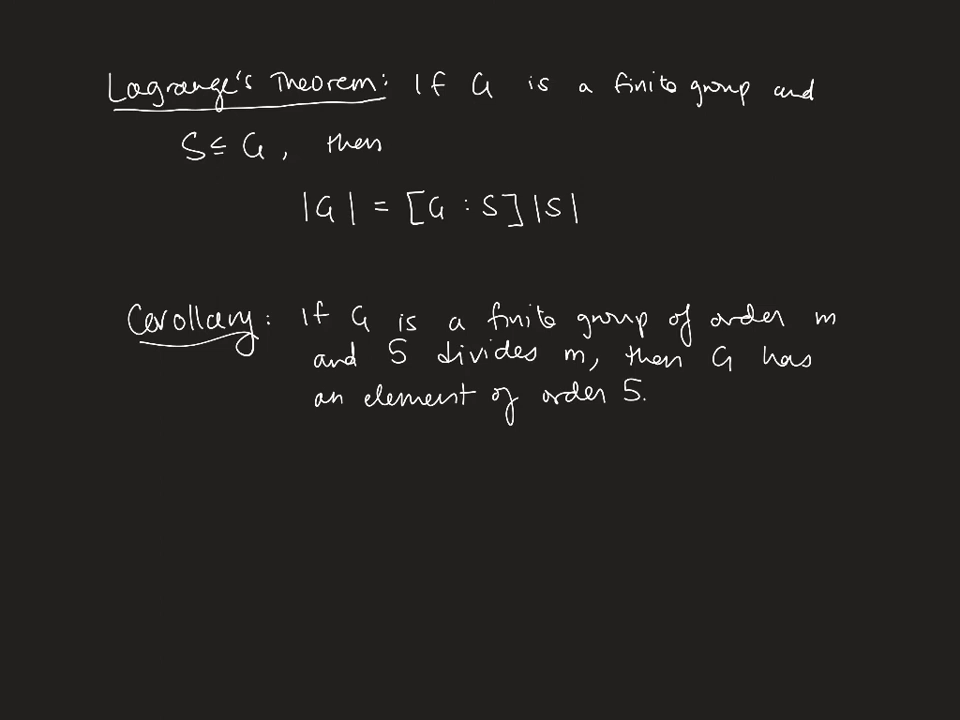 Lagrange's Theorem: If G is a finite group and
S ≤ G, then
|G| = [G : S] |S|
Corollary: If G is a finite group of order m
and 5 divides m, then G has
an element of order 5.